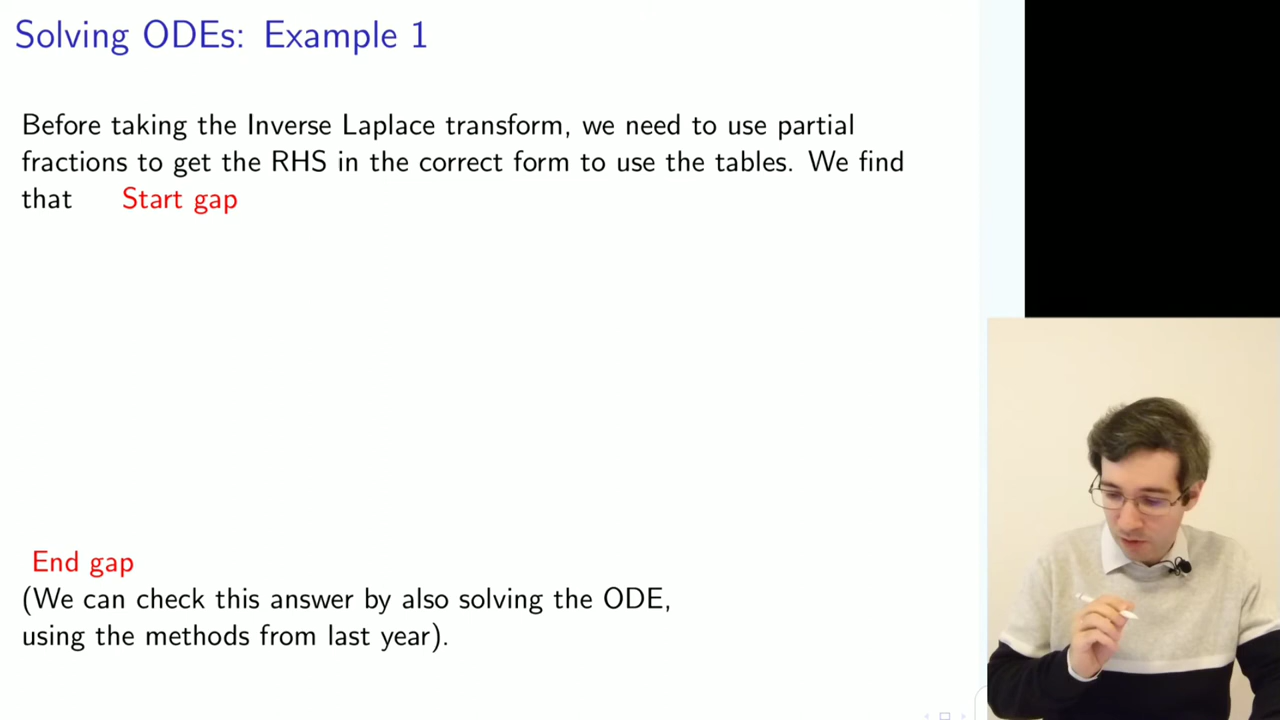 Solving ODEs: Example 1
Before taking the Inverse Laplace transform, we need to use partial
fractions to get the RHS in the correct form to use the tables. We find
that Start gap
End gap
(We can check this answer by also solving the ODE,
using the methods from last year).